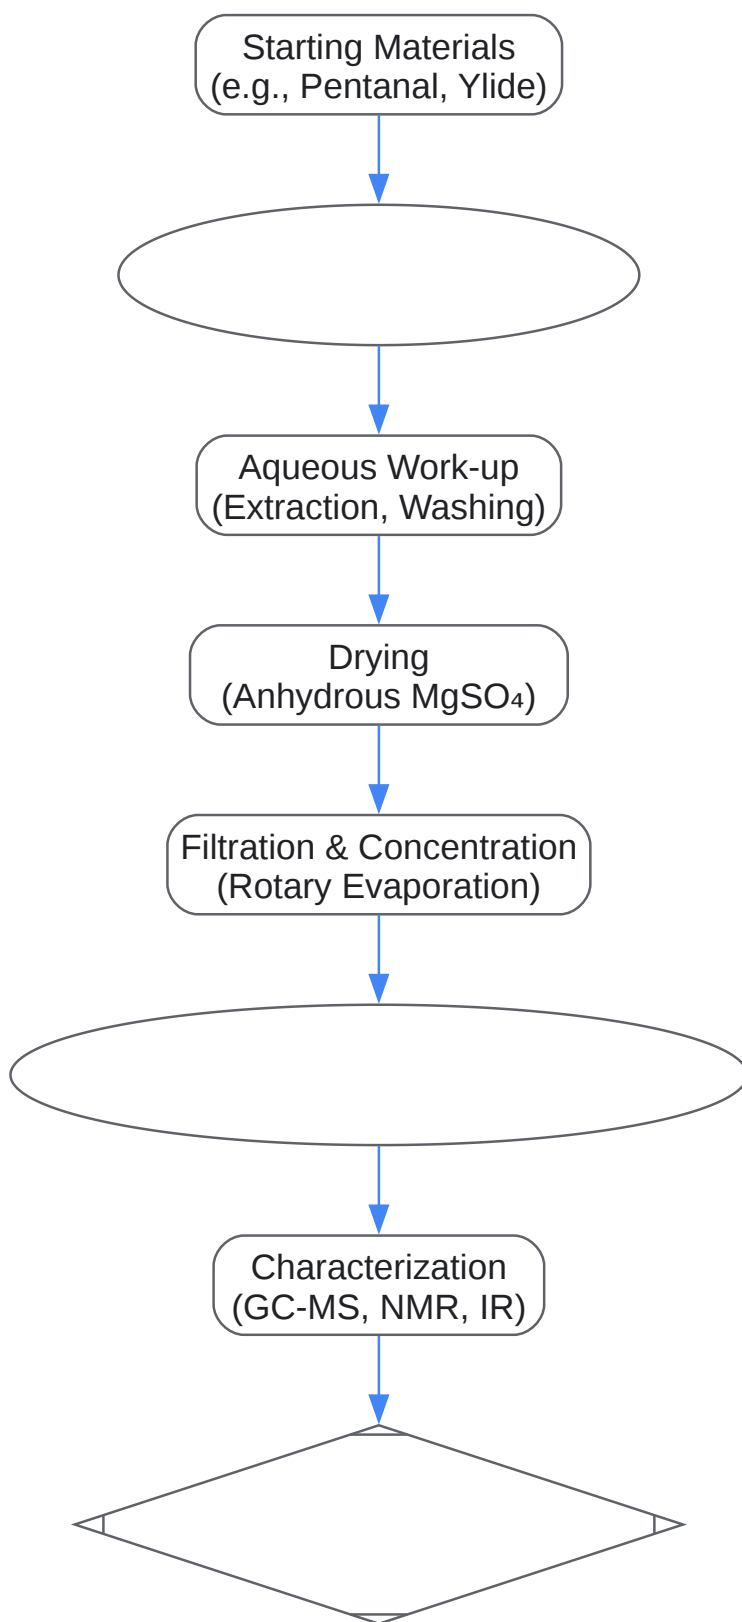 Starting Materials
(e.g., Pentanal, Ylide)
Aqueous Work-up
(Extraction, Washing)
Drying
(Anhydrous MgSO₄)
Filtration & Concentration
(Rotary Evaporation)
Characterization
(GC-MS, NMR, IR)